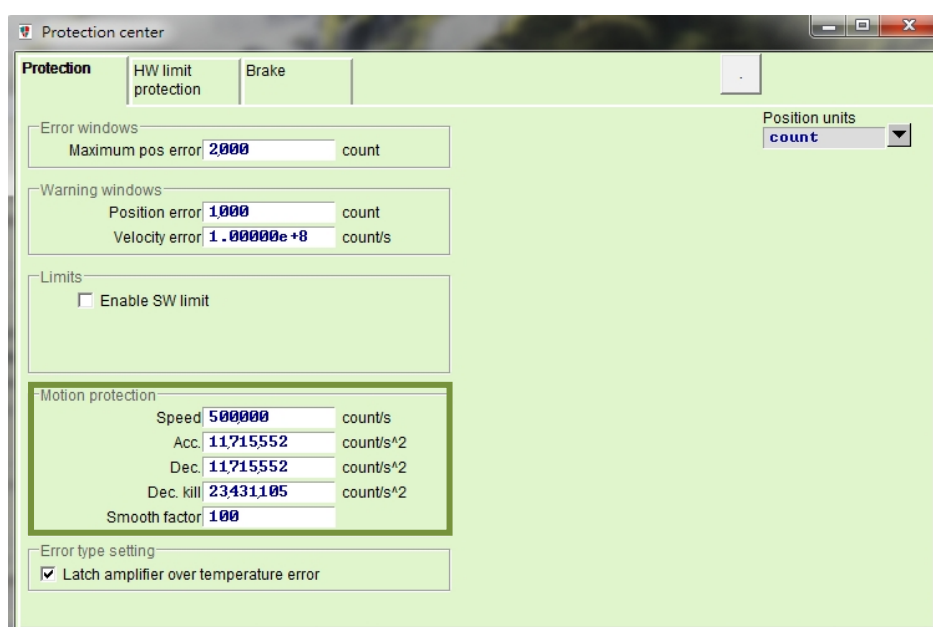 Protection center
Protection
HW limit
protection
Brake
.
Position units
count
Error windows
Maximum pos error 2,000 count
Warning windows
Position error 1,000 count
Velocity error 1.00000e+8 count/s
Limits
Enable SW limit
Motion protection
Speed 500,000 count/s
Acc. 11,715,552 count/s^2
Dec. 11,715,552 count/s^2
Dec. kill 23,431,105 count/s^2
Smooth factor 100
Error type setting
Latch amplifier over temperature error